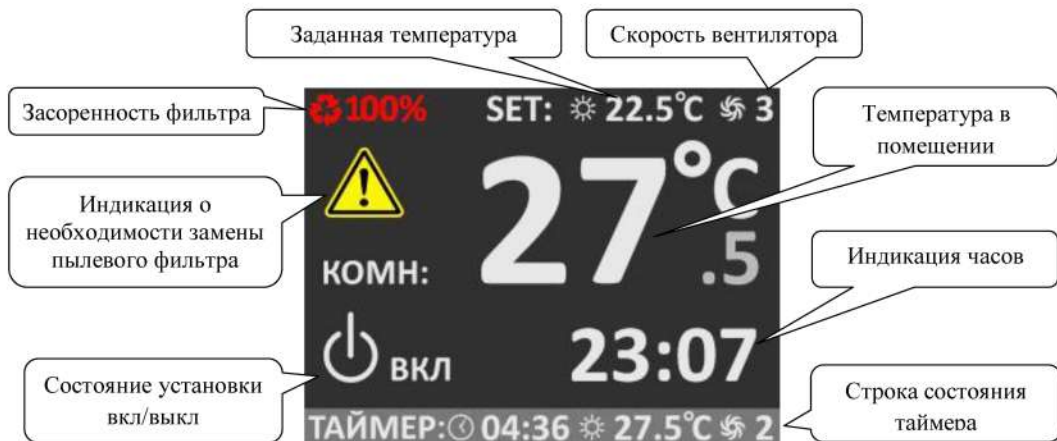 Заданная температура
Скорость вентилятора
Засоренность фильтра
100% SET: 22.5°C 3
Температура в
помещении
27°C
.5
Индикация о
необходимости замены
пылевого фильтра
КОМН:
Индикация часов
ВКЛ 23:07
Состояние установки
вкл/выкл
Строка состояния
таймера
ТАЙМЕР: 04:36 27.5°C 2